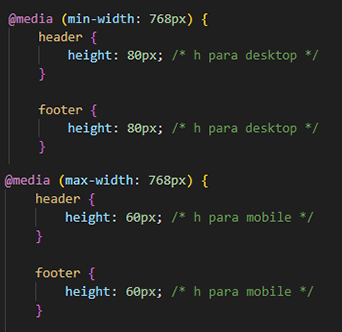 @media (min-width: 768px) {
header {
height: 80px; /* h para desktop */
}
footer {
height: 80px; /* h para desktop */
}
@media (max-width: 768px) {
header {
height: 60px; /* h para mobile */
}
footer {
height: 60px; /* h para mobile */
}